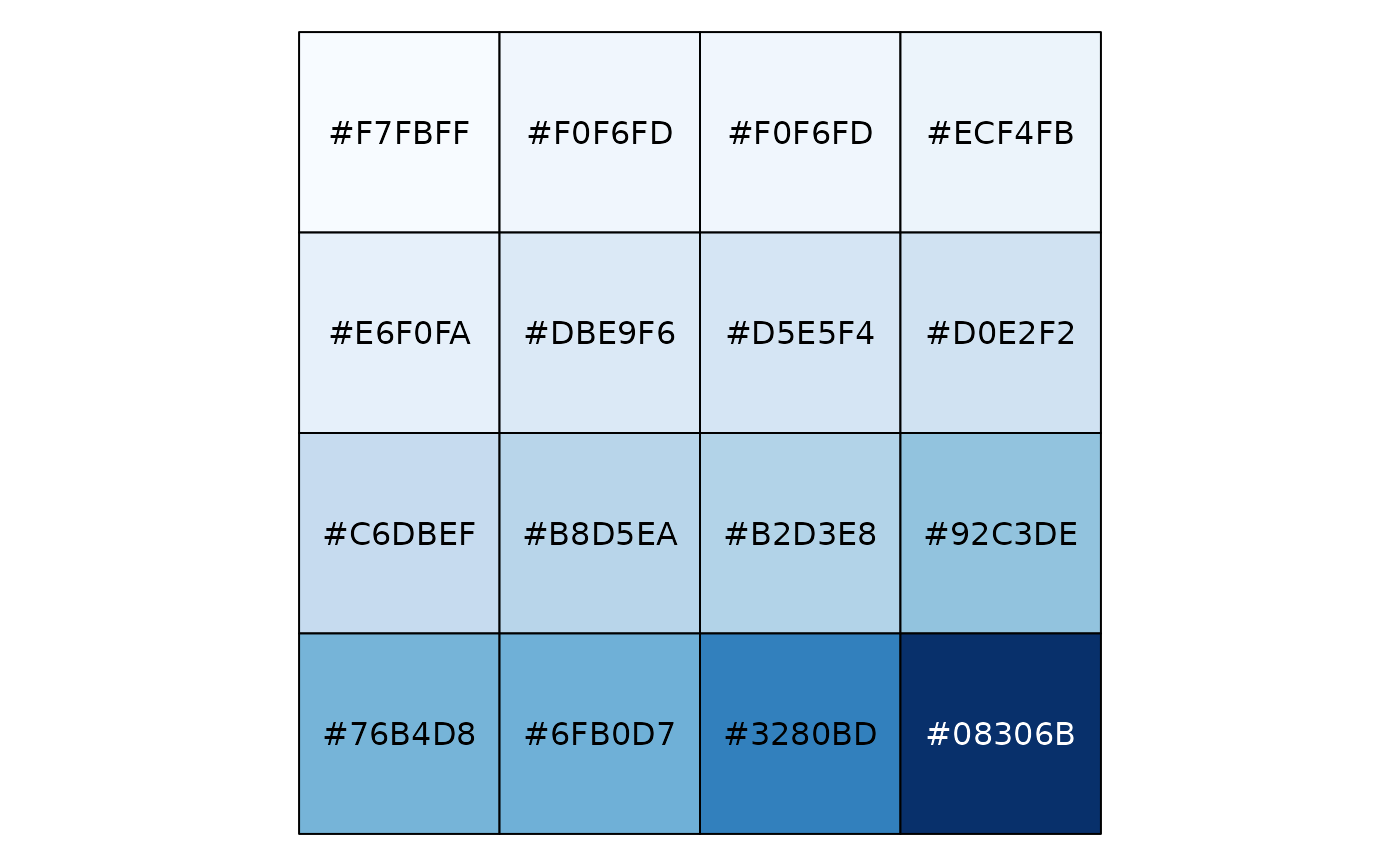 #F7FBFF #F0F6FD #F0F6FD #ECF4FB
#E6F0FA #DBE9F6 #D5E5F4 #D0E2F2
#C6DBEF #B8D5EA #B2D3E8 #92C3DE
#76B4D8 #6FB0D7 #3280BD #08306B